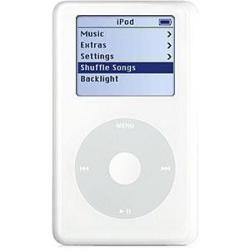 iPod
Music >
Extras >
Settings >
Shuffle Songs
Backlight
MENU